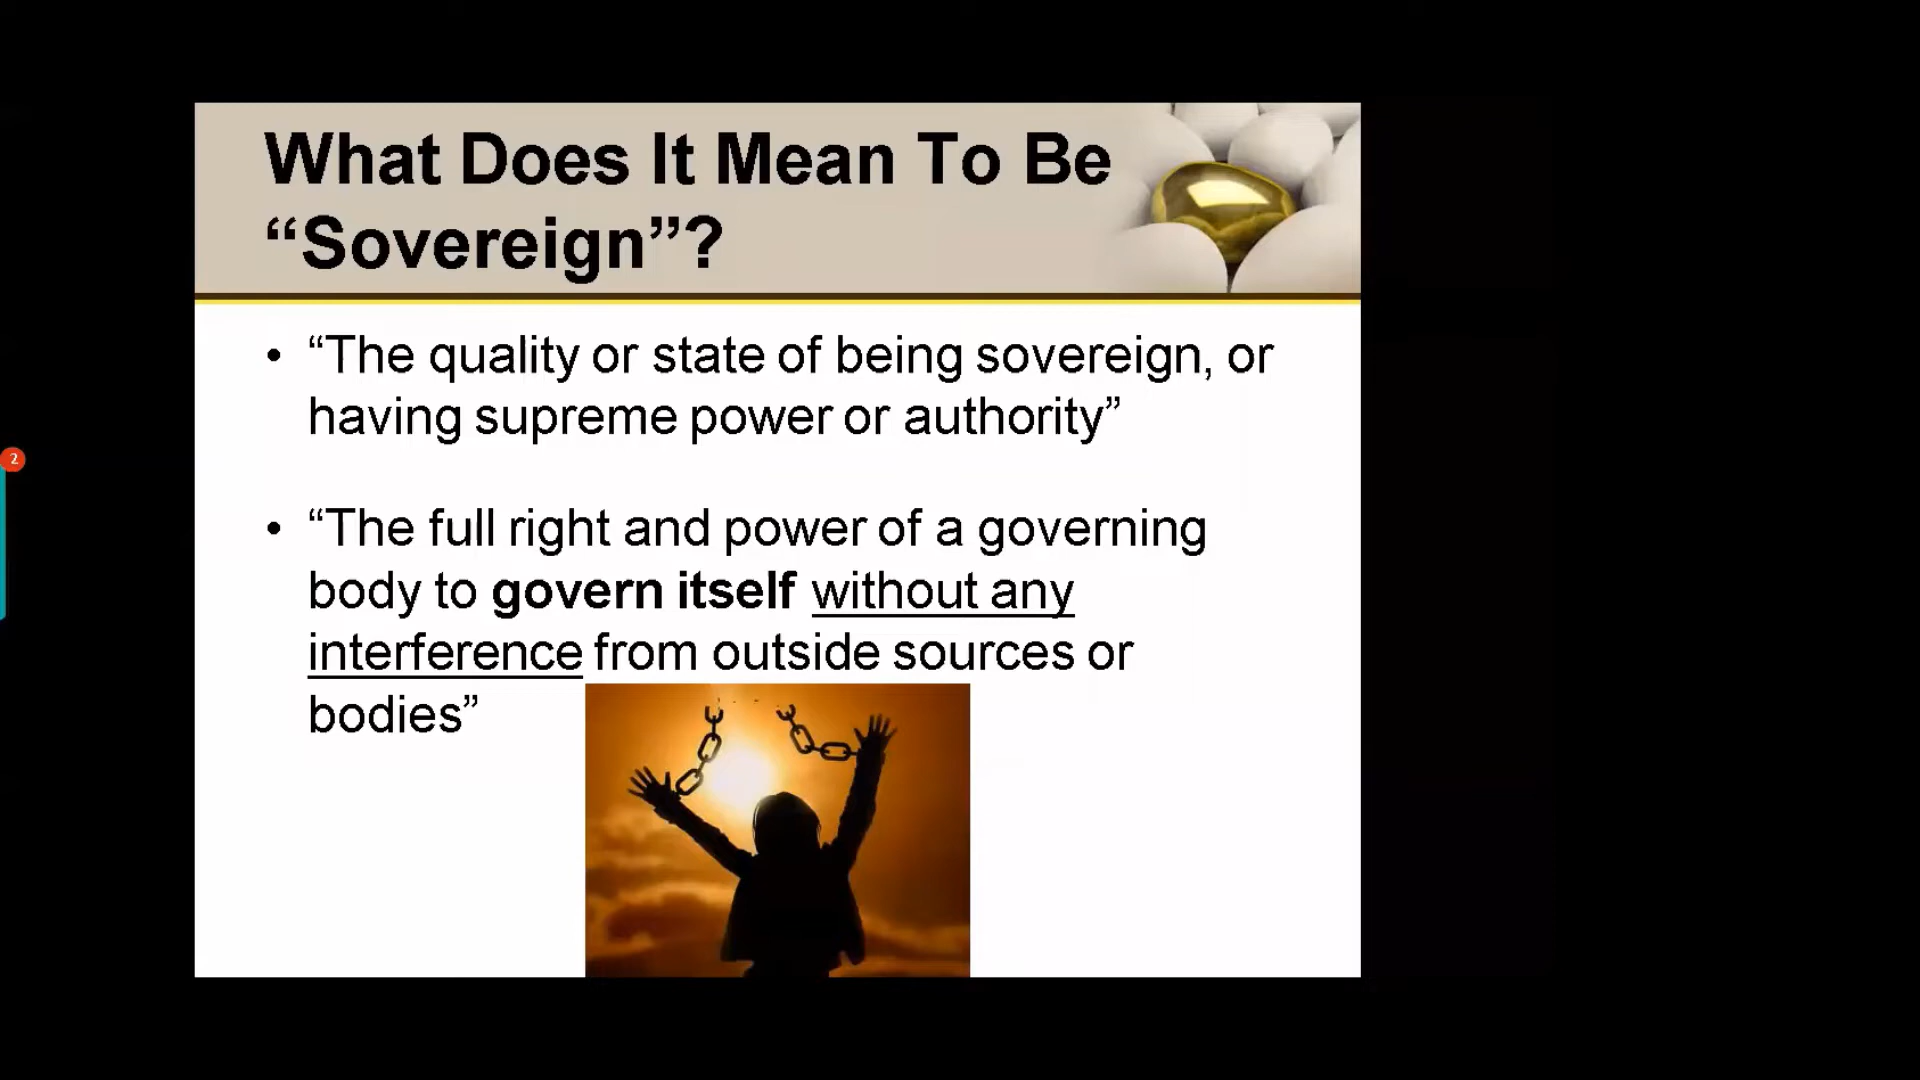 What Does It Mean To Be
“Sovereign”?
• “The quality or state of being sovereign, or
having supreme power or authority”
• “The full right and power of a governing
body to govern itself without any
interference from outside sources or
bodies”
2